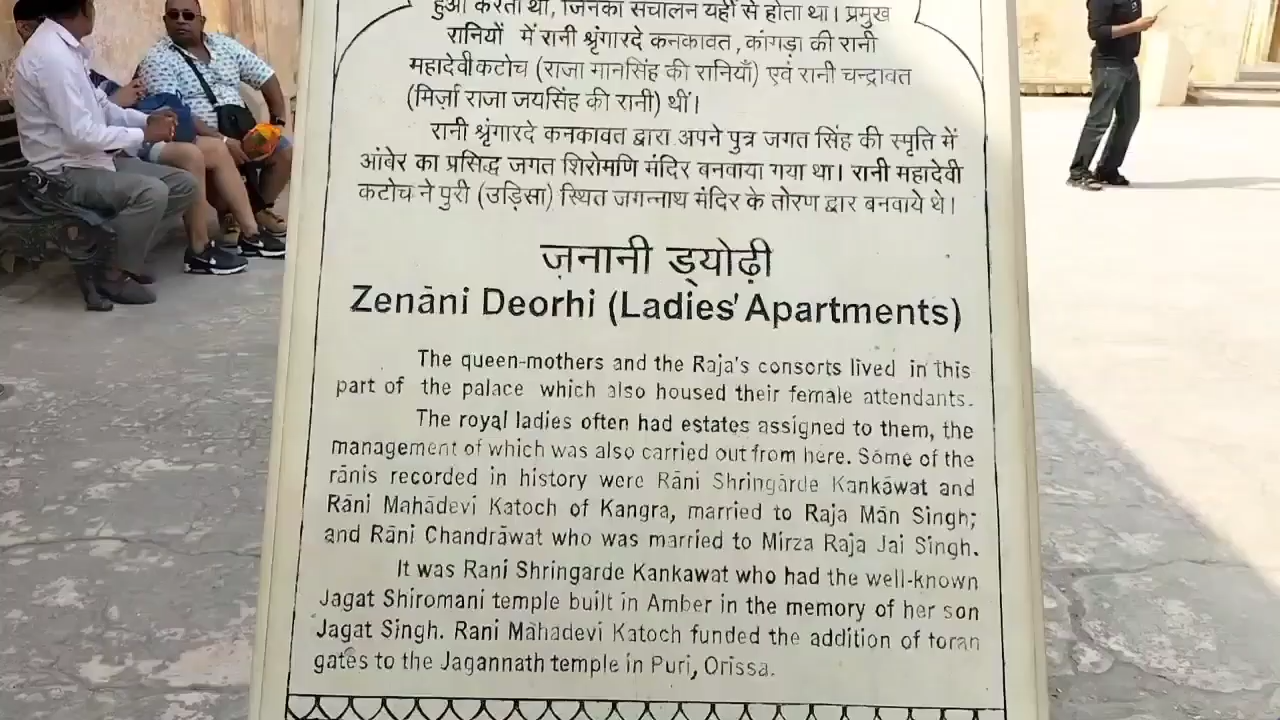 हुआ करती थी, जिनका संचालन यहीं से होता था। प्रमुख
रानियों में रानी श्रृंगारदे कनकावत, कांगड़ा की रानी
महादेवी कटोच (राजा मानसिंह की रानियाँ) एवं रानी चन्द्रावत
(मिर्ज़ा राजा जयसिंह की रानी) थीं।
रानी श्रृंगारदे कनकावत द्वारा अपने पुत्र जगत सिंह की स्मृति में
आंबेर का प्रसिद्ध जगत शिरोमणि मंदिर बनवाया गया था। रानी महादेवी
कटोच ने पुरी (उड़िसा) स्थित जगन्नाथ मंदिर के तोरण द्वार बनवाये थे।
ज़नानी ड्योढ़ी
Zenāni Deorhi (Ladies' Apartments)
The queen-mothers and the Raja's consorts lived in this
part of the palace which also housed their female attendants.
The royal ladies often had estates assigned to them, the
management of which was also carried out from here. Some of the
rānis recorded in history were Rāni Shringārde Kankāwat and
Rāni Mahādevi Katoch of Kangra, married to Raja Mān Singh;
and Rāni Chandrāwat who was married to Mirza Raja Jai Singh.
It was Rani Shringarde Kankawat who had the well-known
Jagat Shiromani temple built in Amber in the memory of her son
Jagat Singh. Rani Mahadevi Katoch funded the addition of toran
gates to the Jagannath temple in Puri, Orissa.